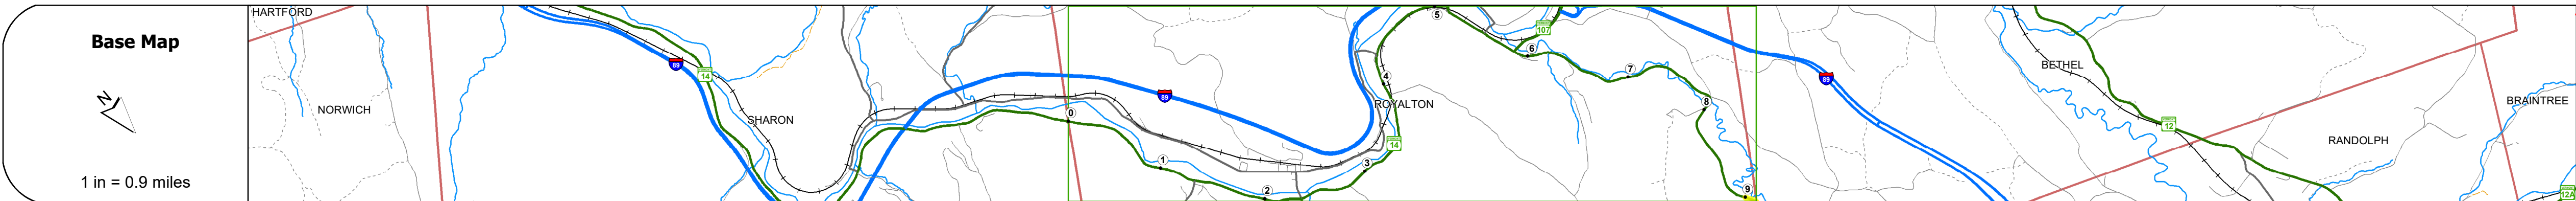 Base Map
N
1 in = 0.9 miles
HARTFORD
NORWICH
89
14
SHARON
0
1
2
3
4
5
6
7
8
9
89
ROYALTON
14
107
89
BETHEL
12
RANDOLPH
BRAINTREE
12A